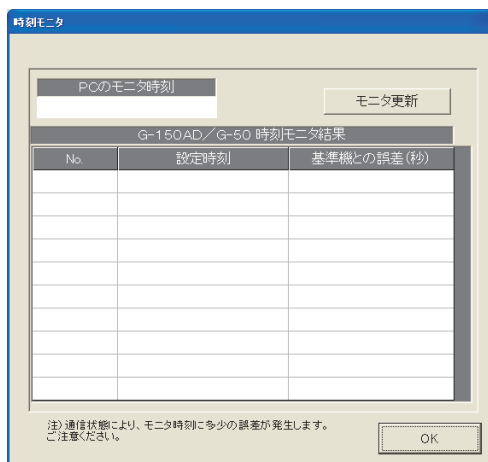 時刻モニタ
PCのモニタ時刻
モニタ更新
G-150AD／G-50 時刻モニタ結果
No. 設定時刻 基準機との誤差(秒)
注)通信状態により、モニタ時刻に多少の誤差が発生します。
ご注意ください。
OK